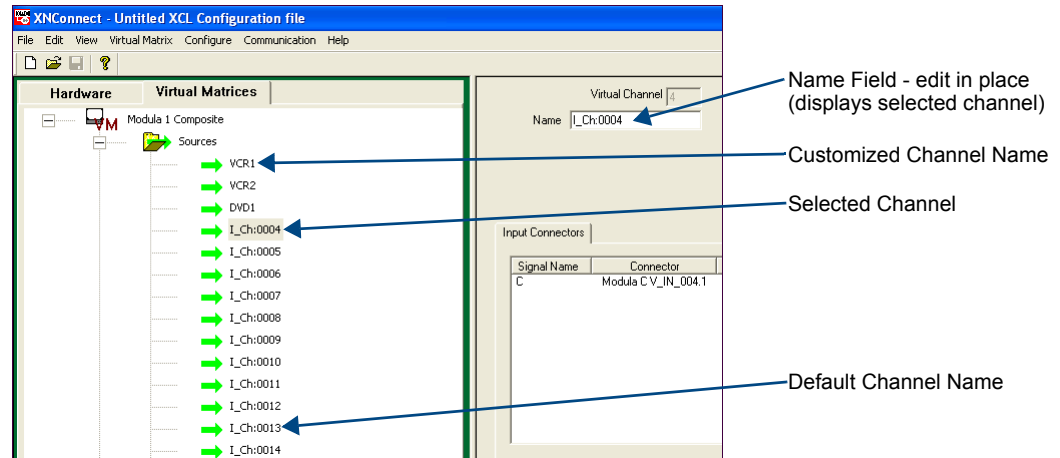 XNConnect - Untitled XCL Configuration file
File Edit View Virtual Matrix Configure Communication Help
Hardware Virtual Matrices
VM Modula 1 Composite
Sources
VCR1
VCR2
DVD1
I_Ch:0004
I_Ch:0005
I_Ch:0006
I_Ch:0007
I_Ch:0008
I_Ch:0009
I_Ch:0010
I_Ch:0011
I_Ch:0012
I_Ch:0013
I_Ch:0014
Virtual Channel 4
Name I_Ch:0004
Input Connectors
Signal Name Connector
C Modula C V_IN_004.1
Name Field - edit in place
(displays selected channel)
Customized Channel Name
Selected Channel
Default Channel Name